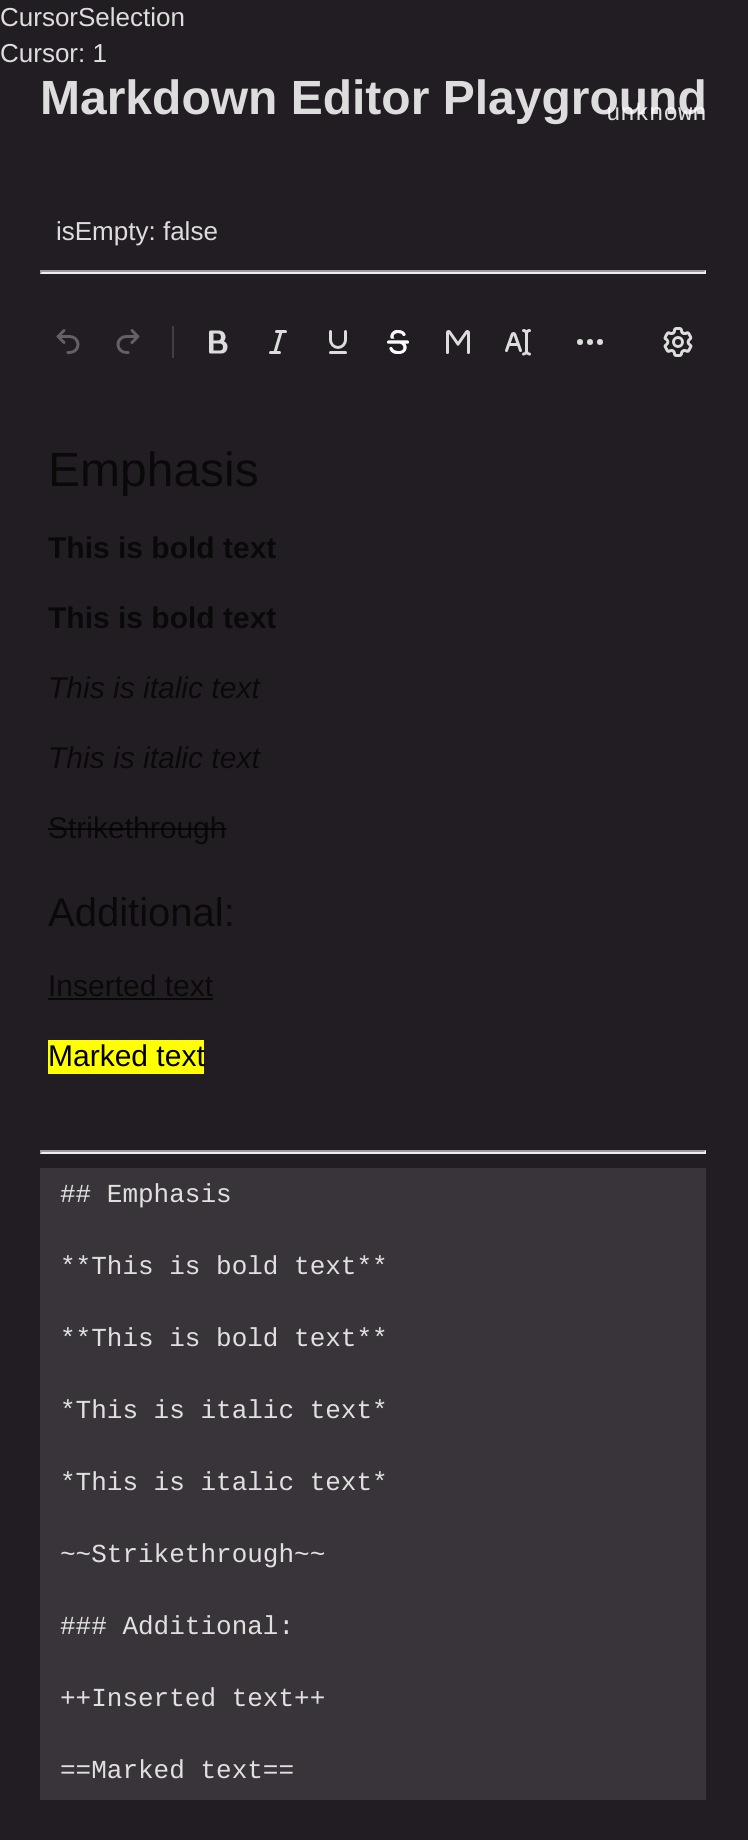 CursorSelection
Cursor: 1
Markdown Editor Playground
unknown
isEmpty: false
B I U S M AI
Emphasis
This is bold text
This is bold text
This is italic text
This is italic text
Strikethrough
Additional:
Inserted text
Marked text
## Emphasis
**This is bold text**
**This is bold text**
*This is italic text*
*This is italic text*
~~Strikethrough~~
### Additional:
++Inserted text++
==Marked text==